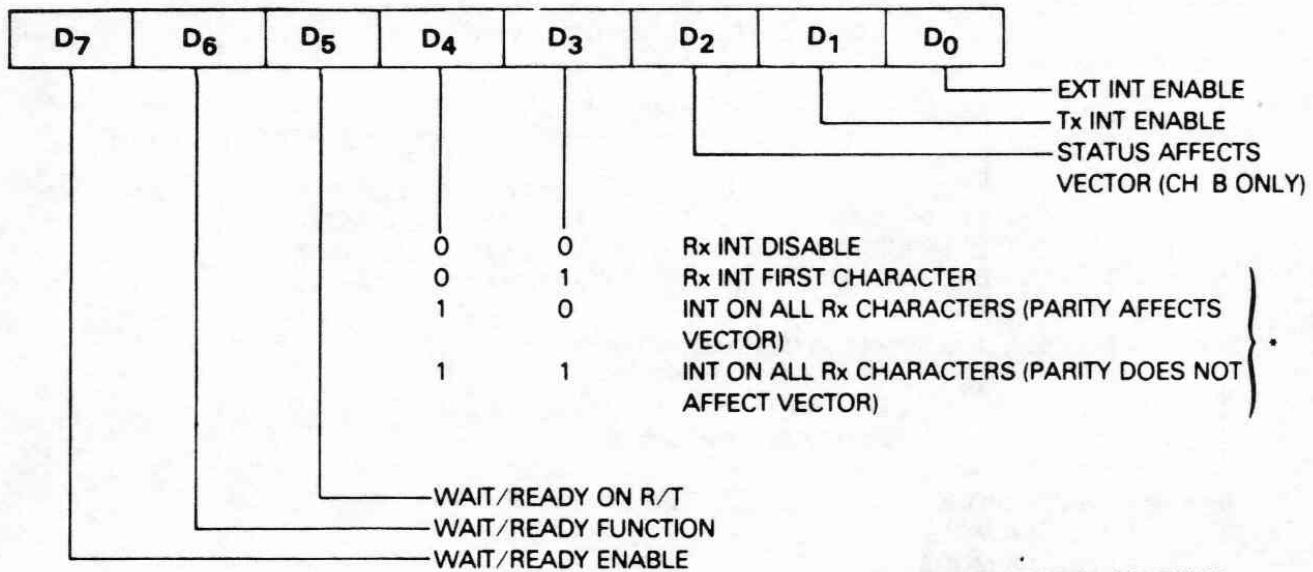 D7 D6 D5 D4 D3 D2 D1 D0
EXT INT ENABLE
Tx INT ENABLE
STATUS AFFECTS
VECTOR (CH B ONLY)
0 0 Rx INT DISABLE
0 1 Rx INT FIRST CHARACTER
1 0 INT ON ALL Rx CHARACTERS (PARITY AFFECTS
VECTOR)
*
1 1 INT ON ALL Rx CHARACTERS (PARITY DOES NOT
AFFECT VECTOR)
WAIT/READY ON R/T
WAIT/READY FUNCTION
WAIT/READY ENABLE